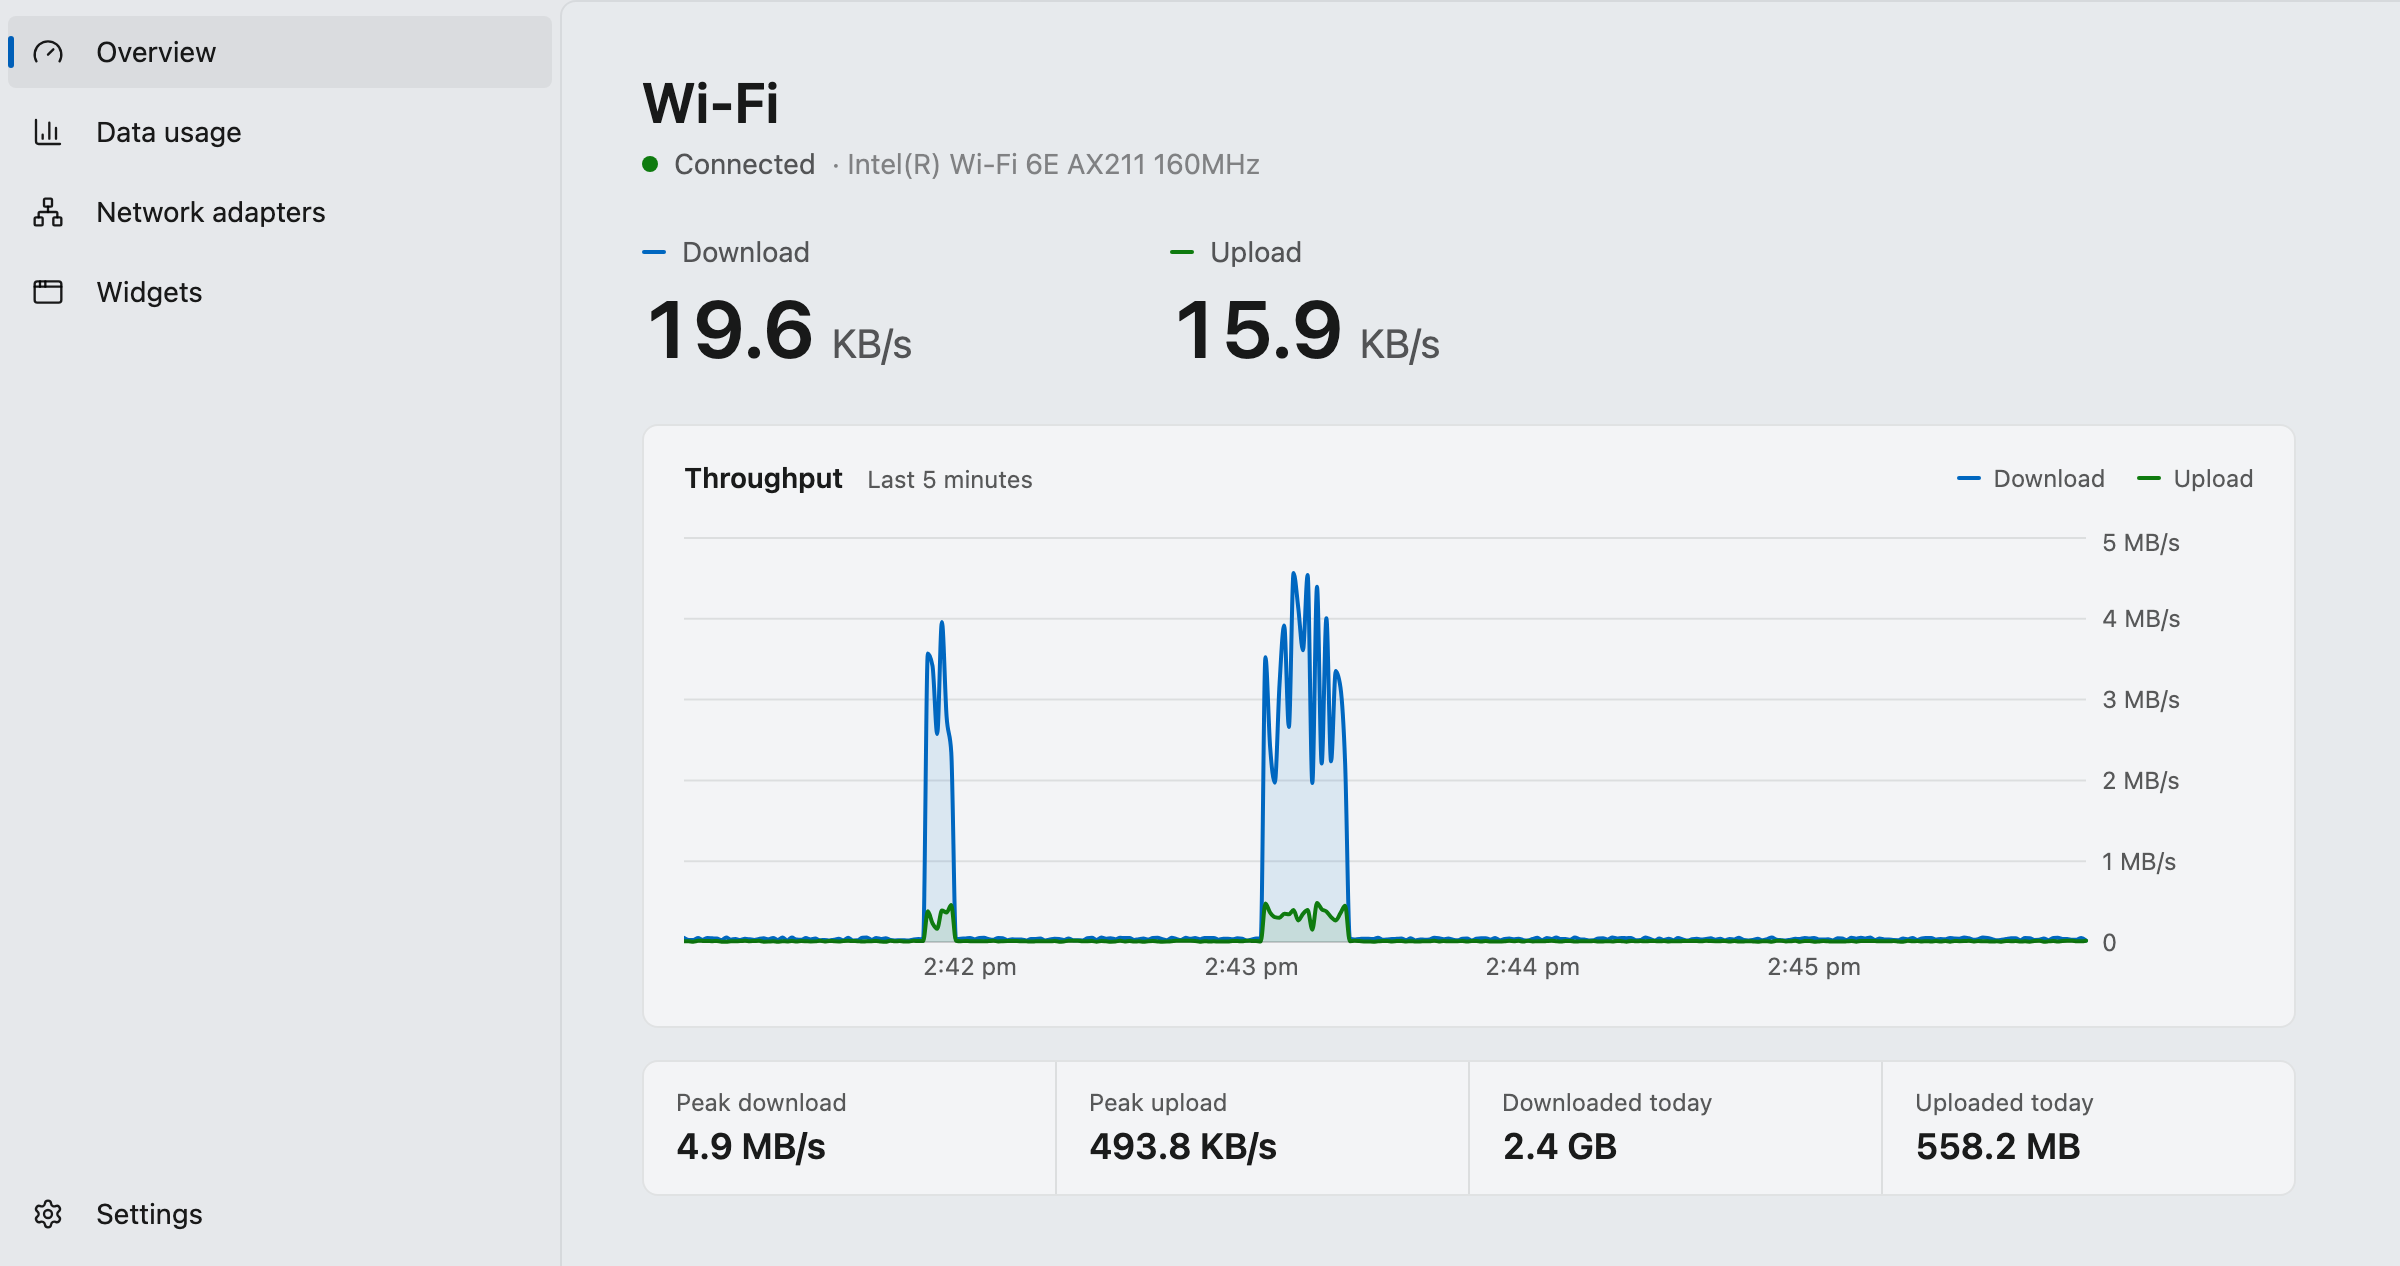 Overview
Data usage
Network adapters
Widgets
Settings
Wi-Fi
Connected · Intel(R) Wi-Fi 6E AX211 160MHz
Download
19.6 KB/s
Upload
15.9 KB/s
Throughput Last 5 minutes
Download Upload
5 MB/s
4 MB/s
3 MB/s
2 MB/s
1 MB/s
0
2:42 pm 2:43 pm 2:44 pm 2:45 pm
Peak download
4.9 MB/s
Peak upload
493.8 KB/s
Downloaded today
2.4 GB
Uploaded today
558.2 MB